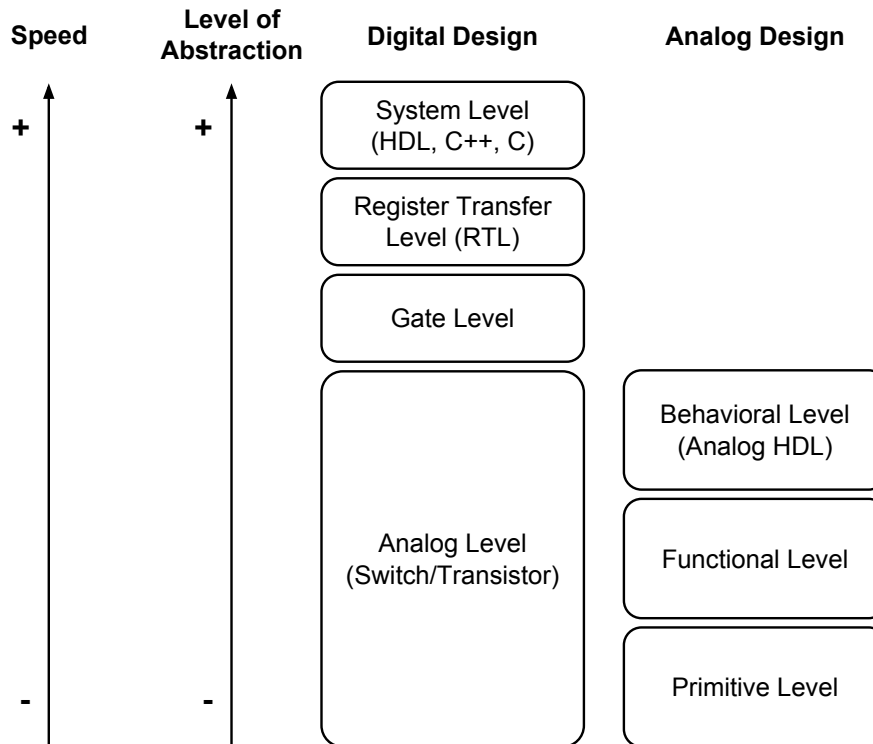 Speed
Level of
Abstraction
Digital Design
Analog Design
+
+
System Level
(HDL, C++, C)
Register Transfer
Level (RTL)
Gate Level
Behavioral Level
(Analog HDL)
Analog Level
(Switch/Transistor)
Functional Level
Primitive Level
-
-